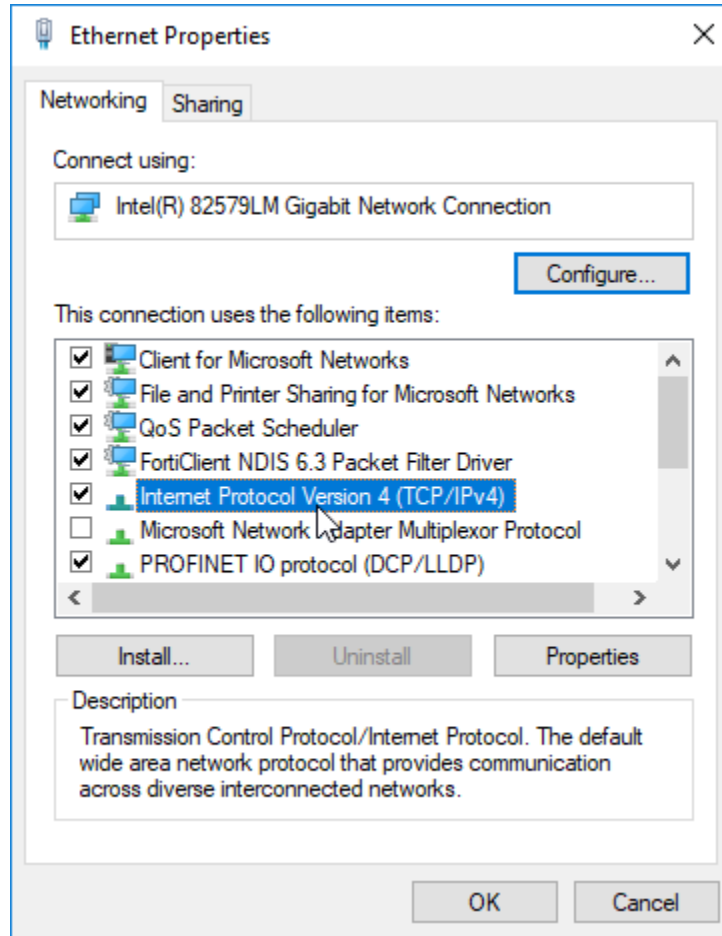 Ethernet Properties
Networking
Sharing
Connect using:
Intel(R) 82579LM Gigabit Network Connection
Configure...
This connection uses the following items:
Client for Microsoft Networks
File and Printer Sharing for Microsoft Networks
QoS Packet Scheduler
FortiClient NDIS 6.3 Packet Filter Driver
Internet Protocol Version 4 (TCP/IPv4)
Microsoft Network Adapter Multiplexor Protocol
PROFINET IO protocol (DCP/LLDP)
Install...
Uninstall
Properties
Description
Transmission Control Protocol/Internet Protocol. The default
wide area network protocol that provides communication
across diverse interconnected networks.
OK
Cancel